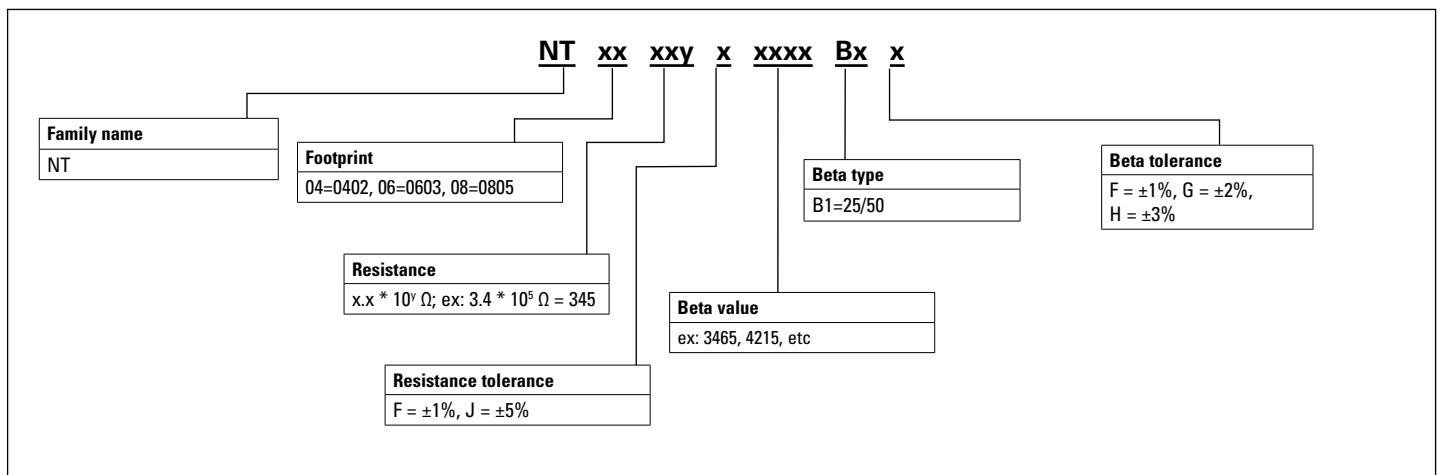 NT xx xxy x xxxx Bx x
Family name
NT
Footprint
04=0402, 06=0603, 08=0805
Resistance
x.x * 10ʸ Ω; ex: 3.4 * 10⁵ Ω = 345
Resistance tolerance
F = ±1%, J = ±5%
Beta value
ex: 3465, 4215, etc
Beta type
B1=25/50
Beta tolerance
F = ±1%, G = ±2%,
H = ±3%